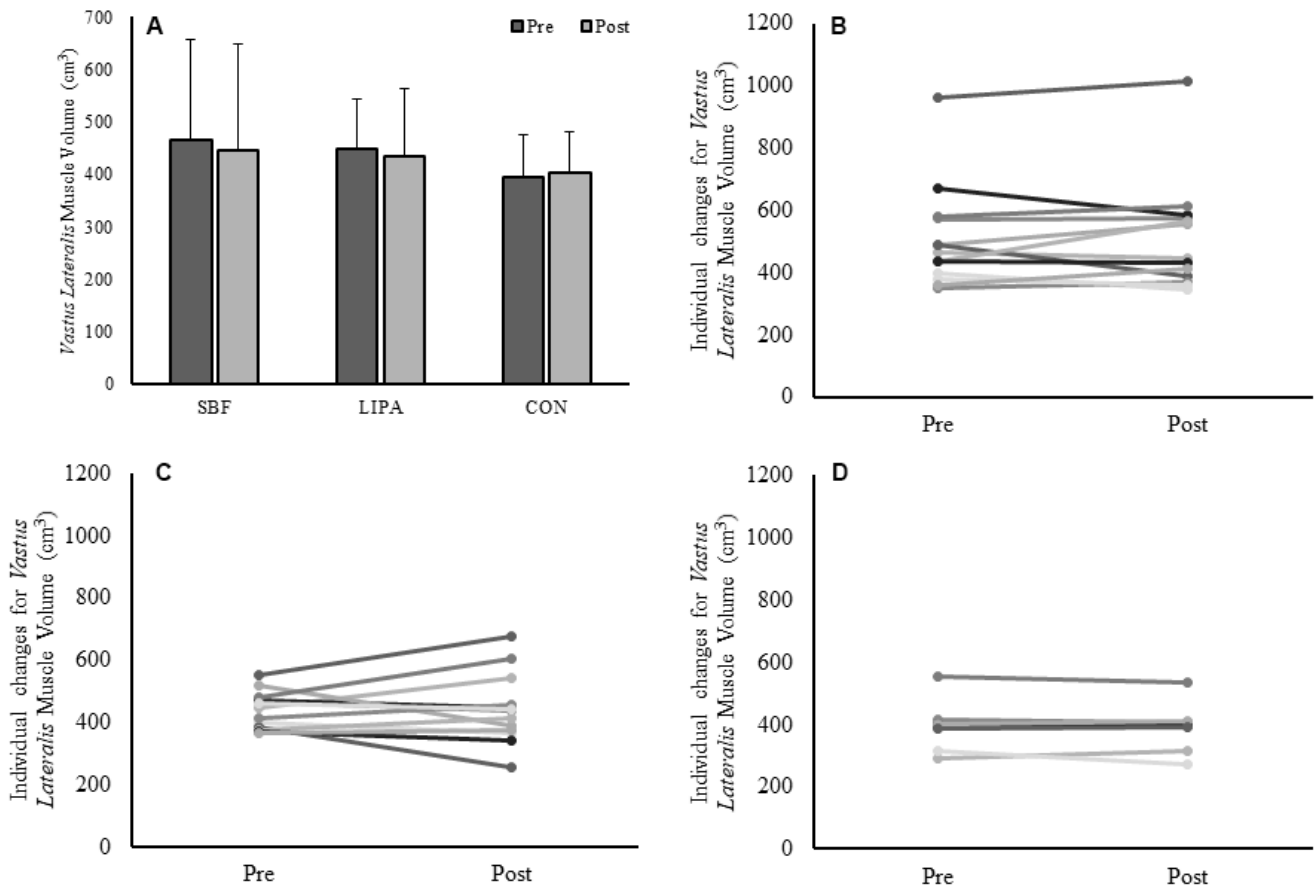 A
Pre Post
Vastus Lateralis Muscle Volume (cm³)
700
600
500
400
300
200
100
0
SBF LIPA CON
B
Individual changes for Vastus
Lateralis Muscle Volume (cm³)
1200
1000
800
600
400
200
0
Pre Post
C
Individual changes for Vastus
Lateralis Muscle Volume (cm³)
1200
1000
800
600
400
200
0
Pre Post
D
Individual changes for Vastus
Lateralis Muscle Volume (cm³)
1200
1000
800
600
400
200
0
Pre Post